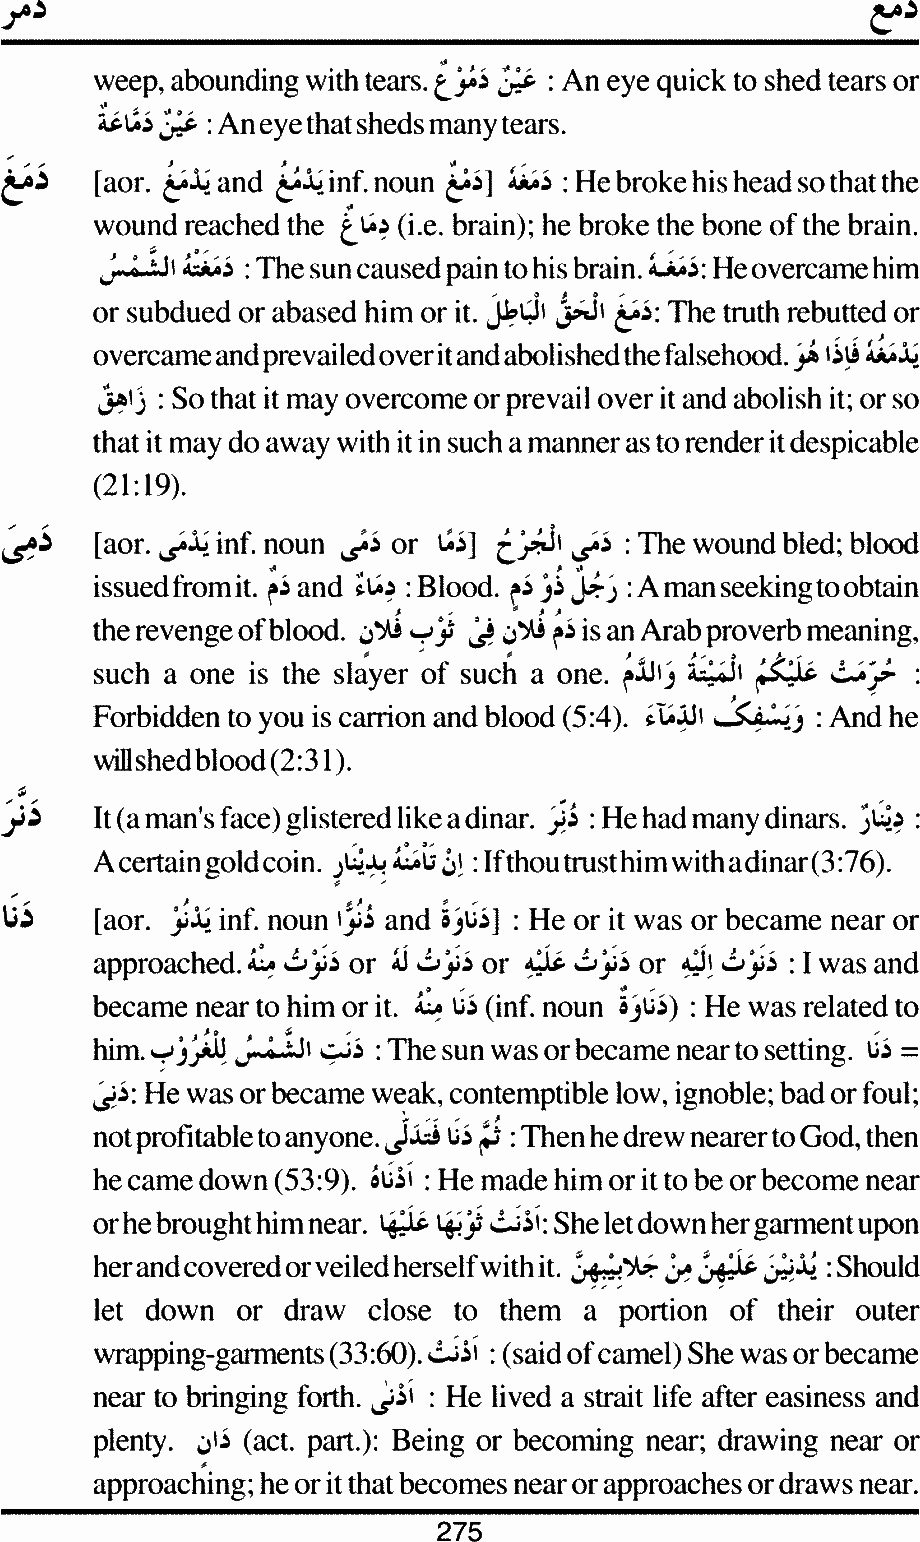 دمر دمع
weep, abounding with tears. عَيْنٌ دَمُوْعٌ : An eye quick to shed tears or
عَيْنٌ دَمَّاعَةٌ : An eye that sheds many tears.
دَمَغَ [aor. يَدْمَغُ and يَدْمُغُ inf. noun دَمْغٌ] دَمَغَهٗ : He broke his head so that the
wound reached the دِمَاغٌ (i.e. brain); he broke the bone of the brain.
دَمَغَتْهُ الشَّمْسُ : The sun caused pain to his brain. دَمَغَهٗ: He overcame him
or subdued or abased him or it. دَمَغَ الْحَقُّ الْبَاطِلَ: The truth rebutted or
overcame and prevailed over it and abolished the falsehood. يَدْمَغُهٗ فَاِذَا هُوَ
زَاهِقٌ : So that it may overcome or prevail over it and abolish it; or so
that it may do away with it in such a manner as to render it despicable
(21:19).
دَمِىَ [aor. يَدْمٰى inf. noun دَمًى or دَمًا] دَمَى الْجُرْحُ : The wound bled; blood
issued from it. دَمٌ and دِمَاءٌ : Blood. رَجُلٌ ذُوْ دَمٍ : A man seeking to obtain
the revenge of blood. دَمُ فُلَانٍ فِىْ ثَوْبِ فُلَانٍ is an Arab proverb meaning,
such a one is the slayer of such a one. حُرِّمَتْ عَلَيْكُمُ الْمَيْتَةُ وَالدَّمُ :
Forbidden to you is carrion and blood (5:4). وَيَسْفِكُ الدِّمَآءَ : And he
will shed blood (2:31).
دَنَّرَ It (a man's face) glistered like a dinar. دُنِّرَ : He had many dinars. دِيْنَارٌ :
A certain gold coin. اِنْ تَاْمَنْهُ بِدِيْنَارٍ : If thou trust him with a dinar (3:76).
دَنَا [aor. يَدْنُوْ inf. noun دُنُوًّا and دَنَاوَةٌ] : He or it was or became near or
approached. دَنَوْتُ مِنْهُ or دَنَوْتُ لَهٗ or دَنَوْتُ عَلَيْهِ or دَنَوْتُ اِلَيْهِ : I was and
became near to him or it. دَنَا مِنْهُ (inf. noun دَنَاوَةٌ) : He was related to
him. دَنَتِ الشَّمْسُ لِلْغُرُوْبِ : The sun was or became near to setting. دَنَا =
دَنِىَ: He was or became weak, contemptible low, ignoble; bad or foul;
not profitable to anyone. ثُمَّ دَنَا فَتَدَلّٰى : Then he drew nearer to God, then
he came down (53:9). اَدْنَاهُ : He made him or it to be or become near
or he brought him near. اَدْنَتْ ثَوْبَهَا عَلَيْهَا: She let down her garment upon
her and covered or veiled herself with it. يُدْنِيْنَ عَلَيْهِنَّ مِنْ جَلَابِيْبِهِنَّ : Should
let down or draw close to them a portion of their outer
wrapping-garments (33:60). اَدْنَتْ : (said of camel) She was or became
near to bringing forth. اَدْنٰى : He lived a strait life after easiness and
plenty. دَانٍ (act. part.): Being or becoming near; drawing near or
approaching; he or it that becomes near or approaches or draws near.
275